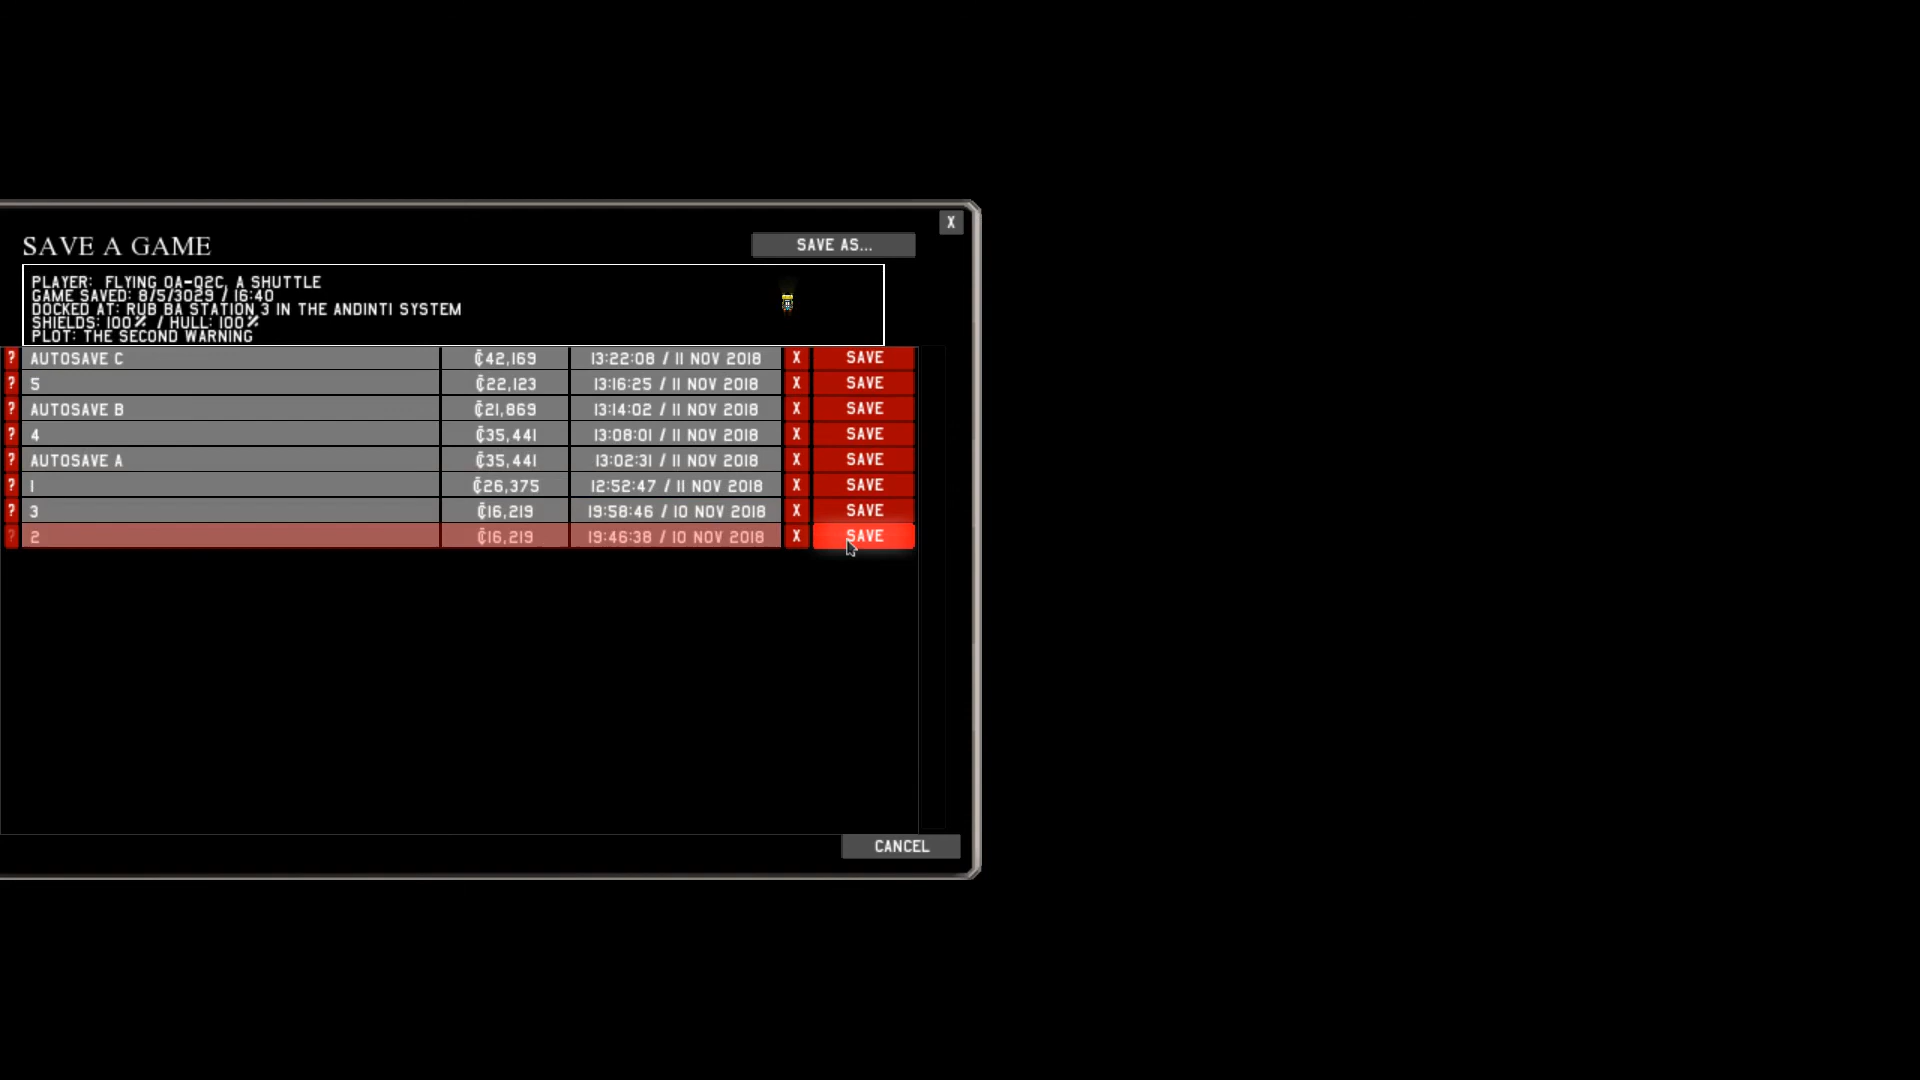 X
SAVE A GAME SAVE AS...
PLAYER: FLYING OA-Q2C, A SHUTTLE
GAME SAVED: 8/5/3029 / 16:40
DOCKED AT: RUB BA STATION 3 IN THE ANDINTI SYSTEM
SHIELDS: 100% / HULL: 100%
PLOT: THE SECOND WARNING
? AUTOSAVE C ₵42,169 13:22:08 / 11 NOV 2018 X SAVE
? 5 ₵22,123 13:16:25 / 11 NOV 2018 X SAVE
? AUTOSAVE B ₵21,869 13:14:02 / 11 NOV 2018 X SAVE
? 4 ₵35,441 13:08:01 / 11 NOV 2018 X SAVE
? AUTOSAVE A ₵35,441 13:02:31 / 11 NOV 2018 X SAVE
? 1 ₵26,375 12:52:47 / 11 NOV 2018 X SAVE
? 3 ₵16,219 19:58:46 / 10 NOV 2018 X SAVE
? 2 ₵16,219 19:46:38 / 10 NOV 2018 X SAVE
CANCEL